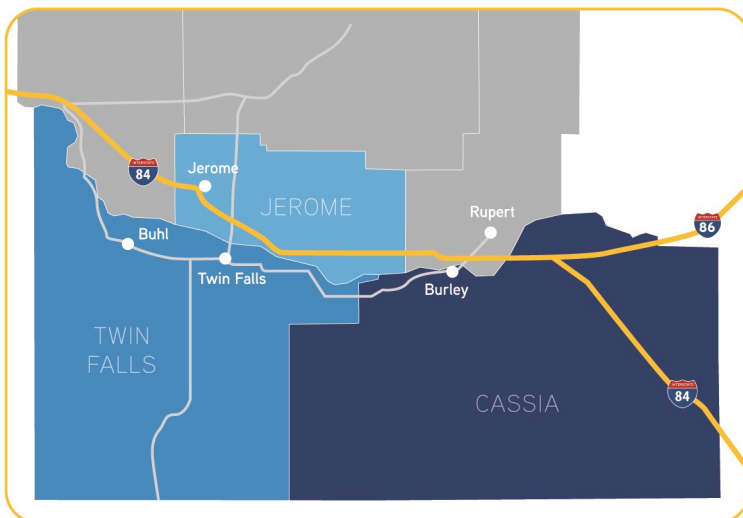 INTERSTATE
84
Jerome
JEROME
Rupert
INTERSTATE
86
Buhl
Twin Falls
Burley
TWIN
FALLS
CASSIA
INTERSTATE
84